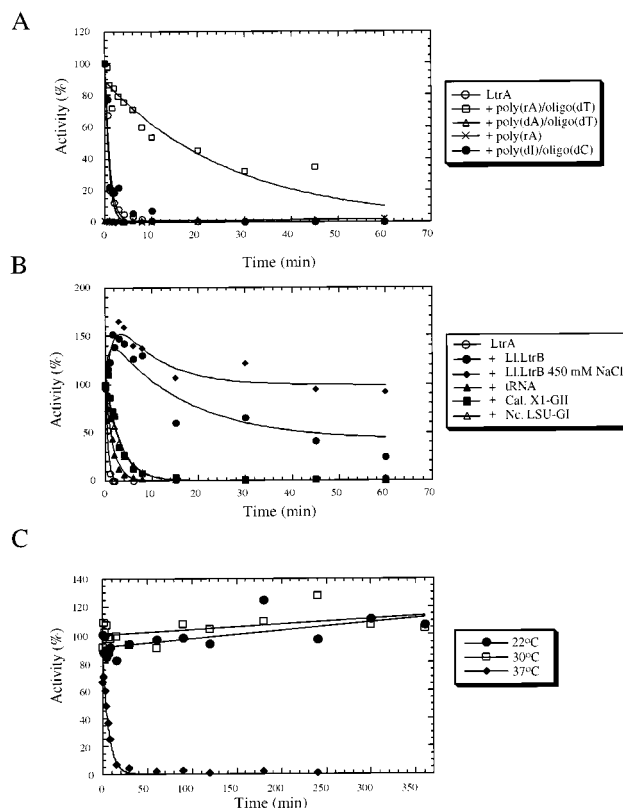 A
Activity (%)
120
100
80
60
40
20
0
0 10 20 30 40 50 60 70
Time (min)
LtrA
+ poly(rA)/oligo(dT)
+ poly(dA)/oligo(dT)
+ poly(rA)
+ poly(dI)/oligo(dC)
B
Activity (%)
200
150
100
50
0
0 10 20 30 40 50 60 70
Time (min)
LtrA
+ Ll.LtrB
+ Ll.LtrB 450 mM NaCl
+ tRNA
+ Cal. X1-GII
+ Nc. LSU-GI
C
Activity (%)
140
120
100
80
60
40
20
0
0 50 100 150 200 250 300 350
Time (min)
22°C
30°C
37°C